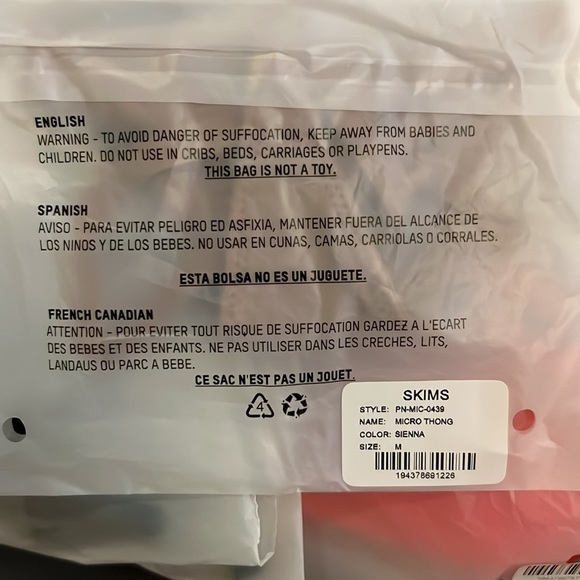 ENGLISH
WARNING - TO AVOID DANGER OF SUFFOCATION, KEEP AWAY FROM BABIES AND
CHILDREN. DO NOT USE IN CRIBS, BEDS, CARRIAGES OR PLAYPENS.
THIS BAG IS NOT A TOY.
SPANISH
AVISO - PARA EVITAR PELIGRO ED ASFIXIA, MANTENER FUERA DEL ALCANCE DE
LOS NINOS Y DE LOS BEBES. NO USAR EN CUNAS, CAMAS, CARRIOLAS O CORRALES.
ESTA BOLSA NO ES UN JUGUETE.
FRENCH CANADIAN
ATTENTION - POUR EVITER TOUT RISQUE DE SUFFOCATION GARDEZ A L'ECART
DES BEBES ET DES ENFANTS. NE PAS UTILISER DANS LES CRECHES, LITS,
LANDAUS OU PARC A BEBE.
CE SAC N'EST PAS UN JOUET.
4
SKIMS
STYLE: PN-MIC-0439
NAME: MICRO THONG
COLOR: SIENNA
SIZE: M
194378691226